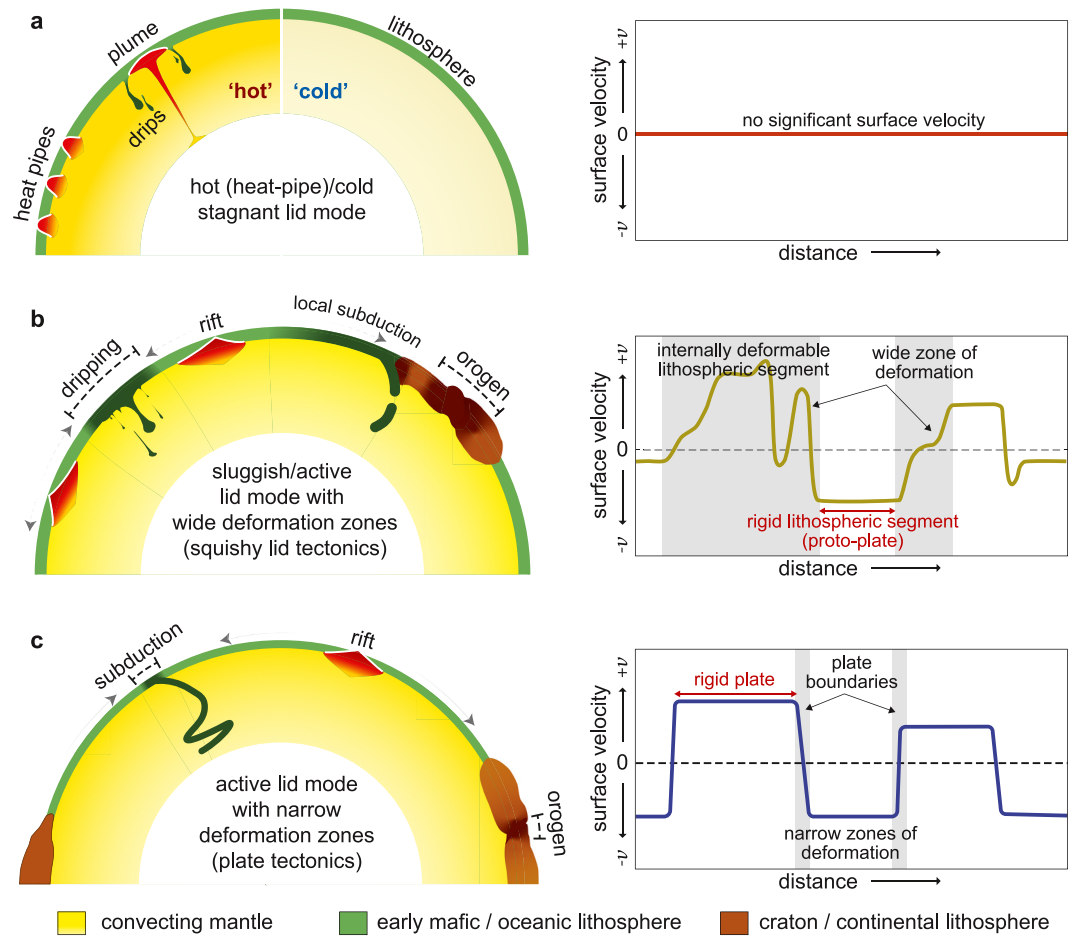 a
plume
lithosphere
'hot'
'cold'
drips
heat pipes
hot (heat-pipe)/cold
stagnant lid mode
+v
surface velocity
0
-v
no significant surface velocity
distance
b
dripping
rift
local subduction
orogen
sluggish/active
lid mode with
wide deformation zones
(squishy lid tectonics)
+v
surface velocity
0
-v
internally deformable
lithospheric segment
wide zone of
deformation
rigid lithospheric segment
(proto-plate)
distance
c
subduction
rift
orogen
active lid mode
with narrow
deformation zones
(plate tectonics)
+v
surface velocity
0
-v
rigid plate
plate
boundaries
narrow zones of
deformation
distance
convecting mantle
early mafic / oceanic lithosphere
craton / continental lithosphere